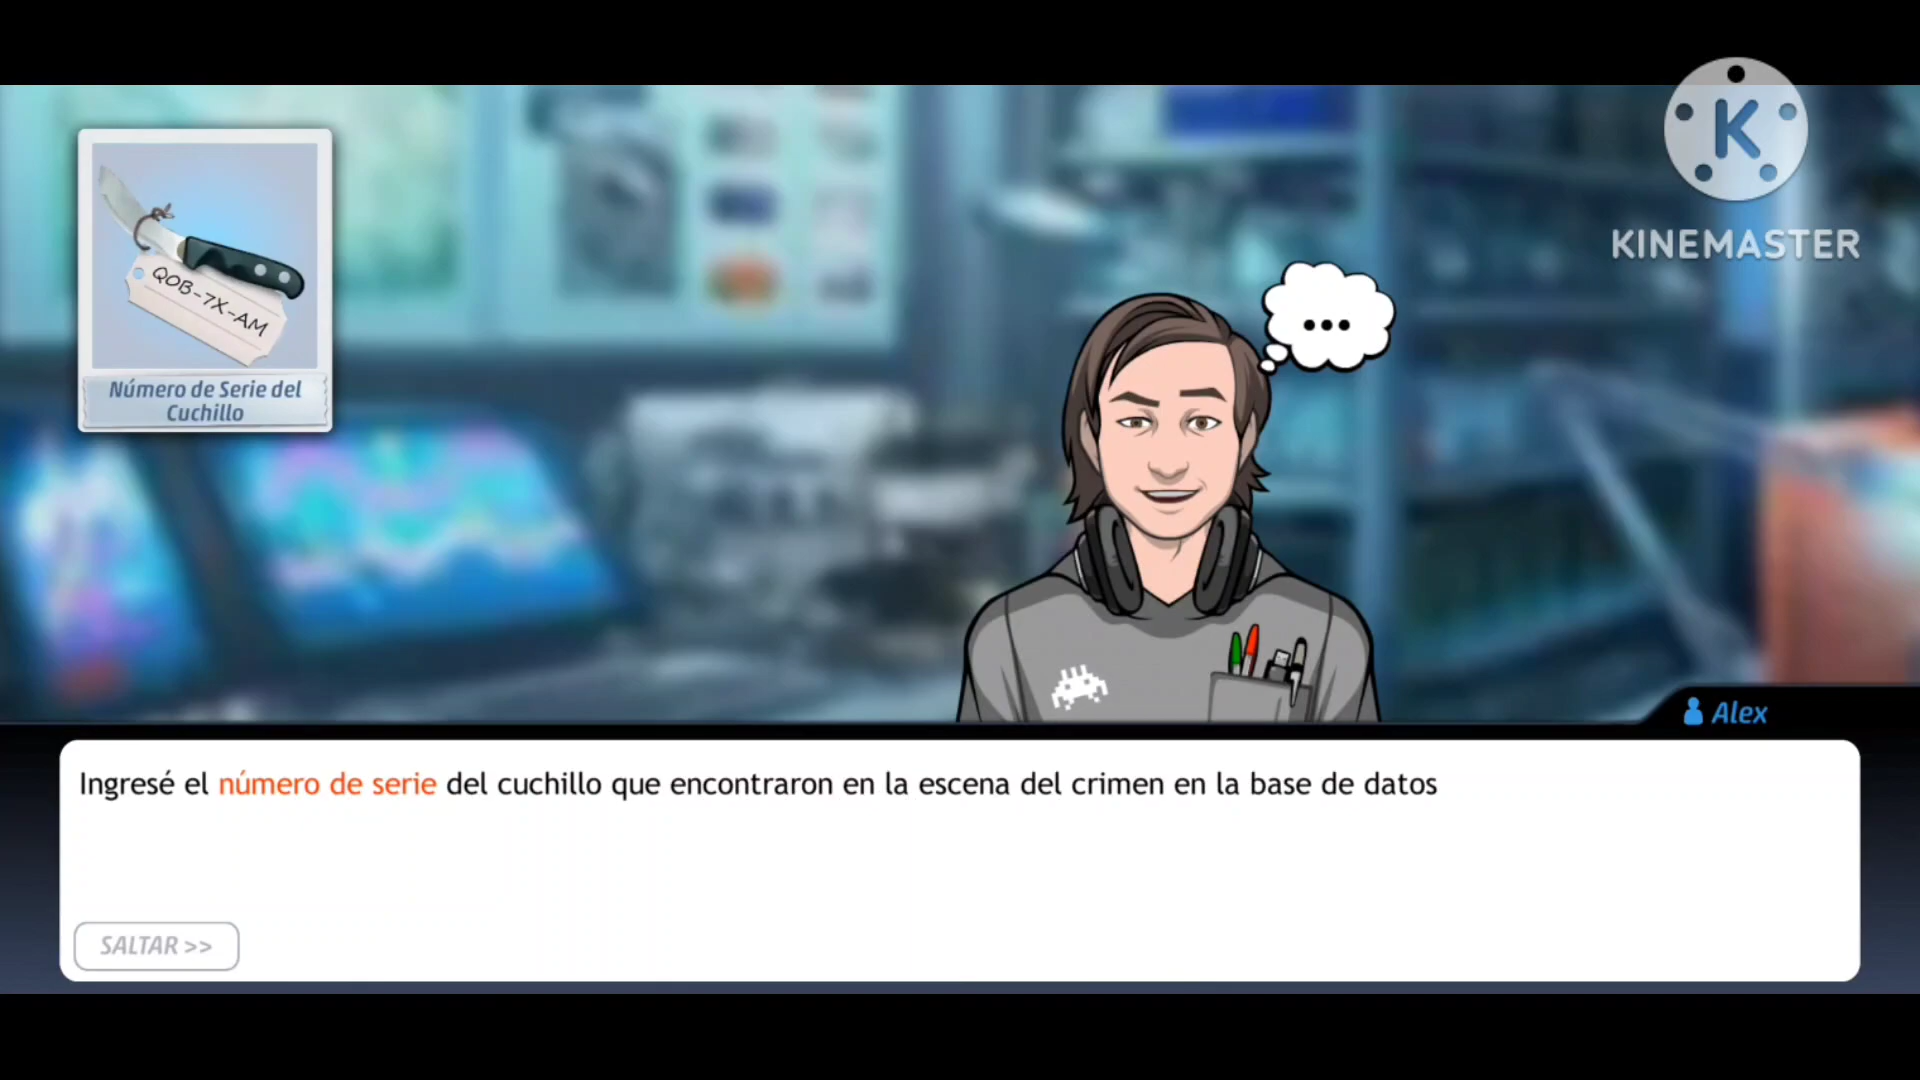 K
KINEMASTER
QOB-7X-AM
Número de Serie del
Cuchillo
...
Alex
Ingresé el número de serie del cuchillo que encontraron en la escena del crimen en la base de datos
SALTAR >>